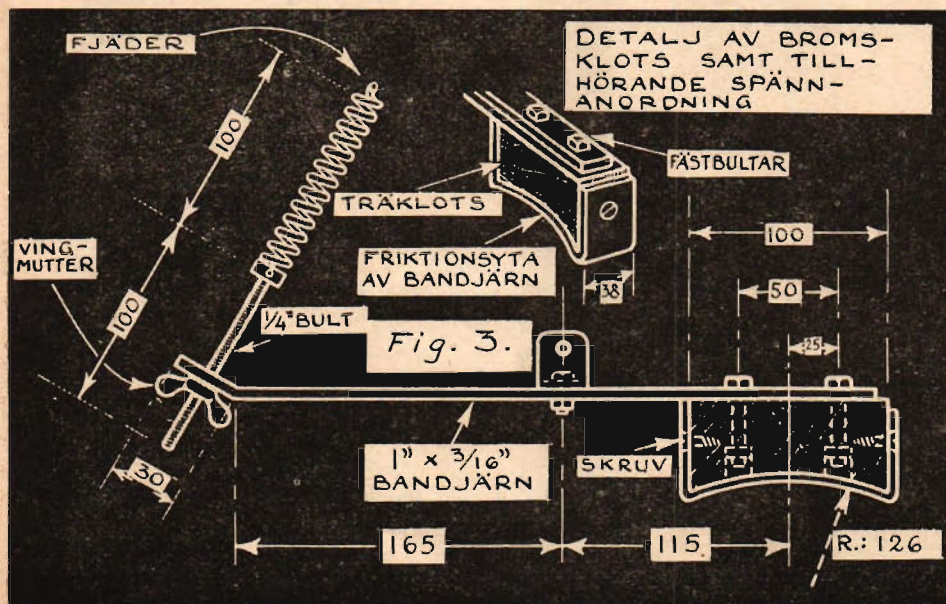 FJÄDER
DETALJ AV BROMS-
KLOTS SAMT TILL-
HÖRANDE SPÄNN-
ANORDNING
100
FÄSTBULTAR
TRÄKLOTS
VING-
MUTTER
100
FRIKTIONSYTA
AV BANDJÄRN
38
100
50
25
1/4" BULT
Fig. 3.
30
1" x 3/16"
BANDJÄRN
SKRUV
165
115
R.: 126